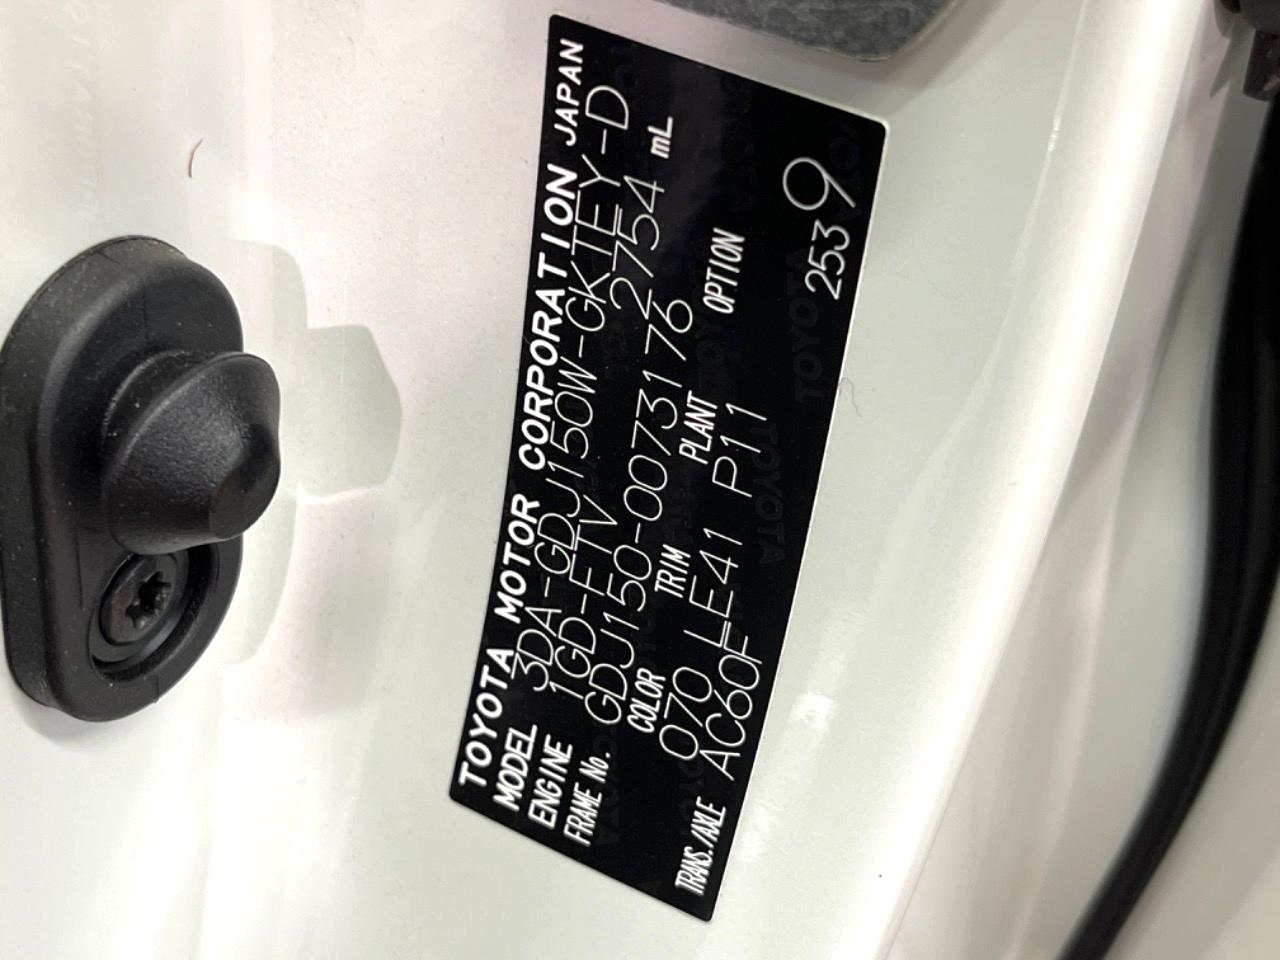 TOYOTA MOTOR CORPORATION JAPAN
MODEL 3DA-GDJ150W-GKTEY-D
ENGINE 1GD-FTV 2754 mL
FRAME No. GDJ150-0073176
COLOR TRIM PLANT OPTION
070 LE41 P11
TRANS./AXLE AC60F
2539